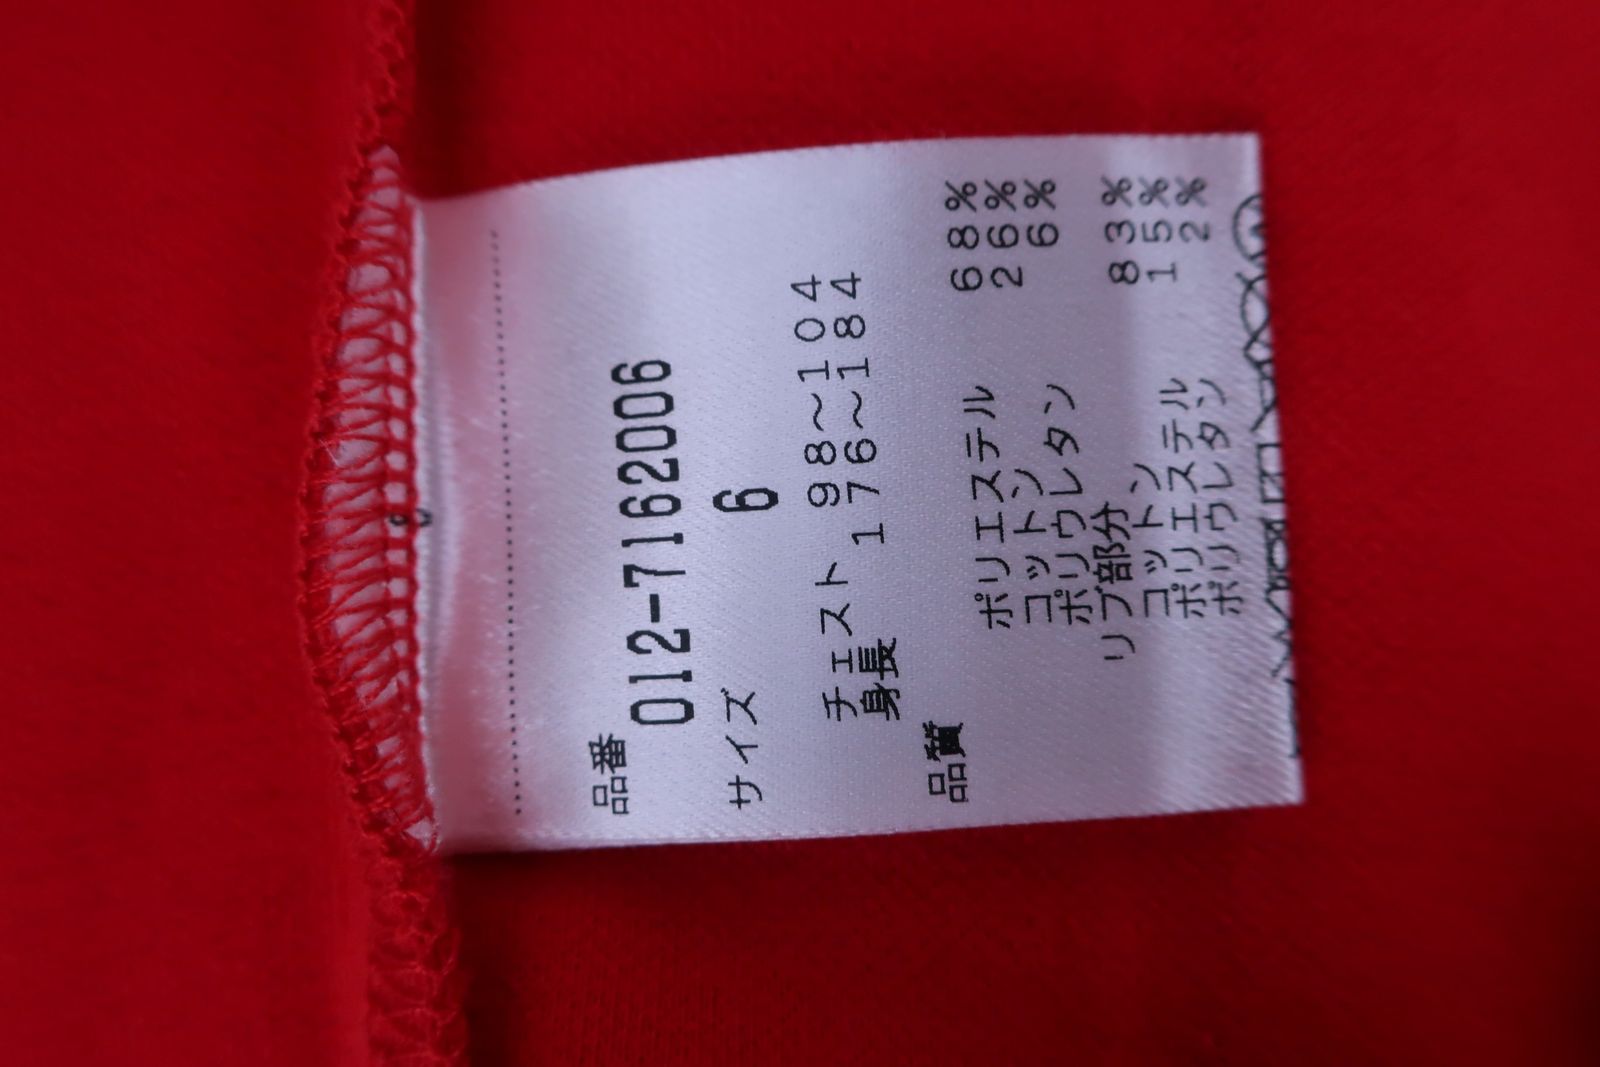 品番
012-7162006
サイズ 6
チェスト 98～104
身長 176～184
品質
ポリエステル 68%
コットン 26%
ポリウレタン 6%
リブ部分
コットン 83%
ポリエステル 15%
ポリウレタン 2%